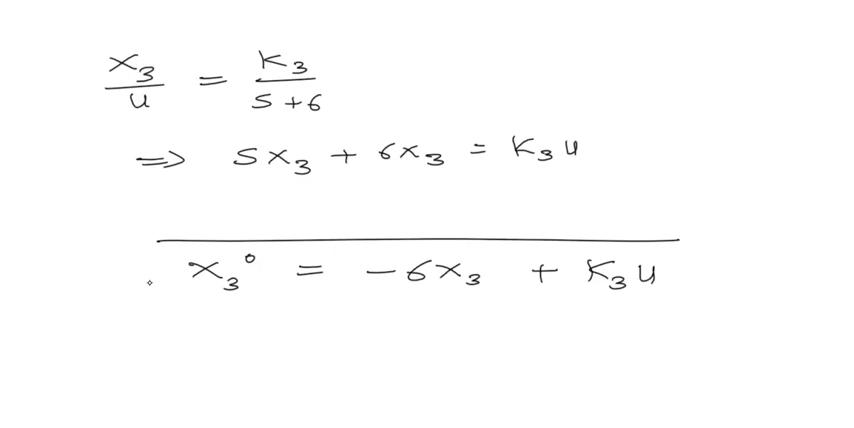 X₃/u = K₃/(s+6)
⇒ sX₃ + 6X₃ = K₃u
X₃° = -6X₃ + K₃u